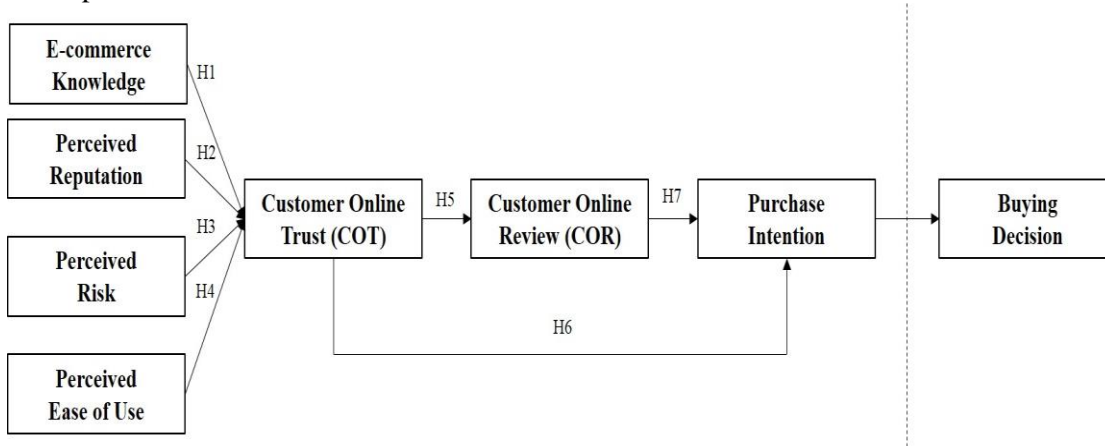 E-commerce
Knowledge
H1
Perceived
Reputation
H2
Perceived
Risk
H3
Perceived
Ease of Use
H4
Customer Online
Trust (COT)
H5
Customer Online
Review (COR)
H7
Purchase
Intention
H6
Buying
Decision